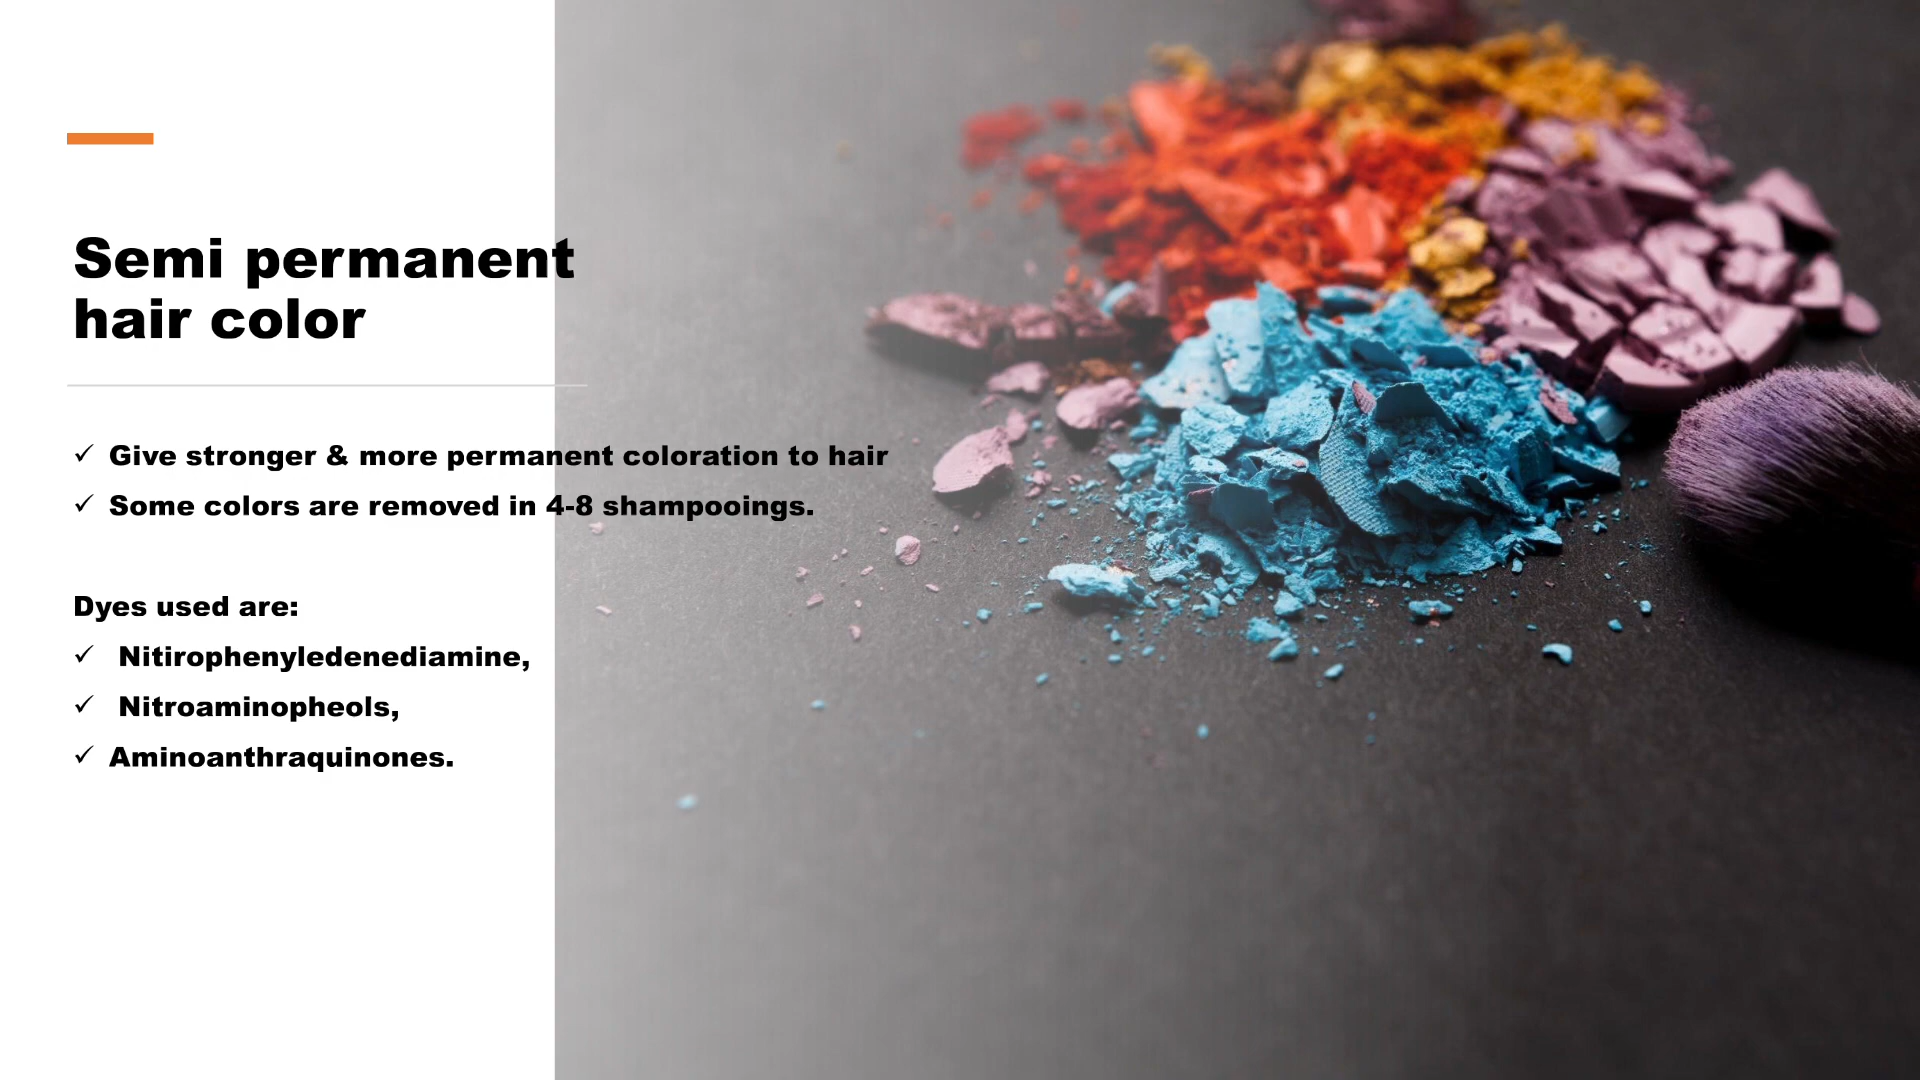 Semi permanent
hair color
✓ Give stronger & more permanent coloration to hair
✓ Some colors are removed in 4-8 shampooings.
Dyes used are:
✓ Nitirophenyledenediamine,
✓ Nitroaminopheols,
✓ Aminoanthraquinones.